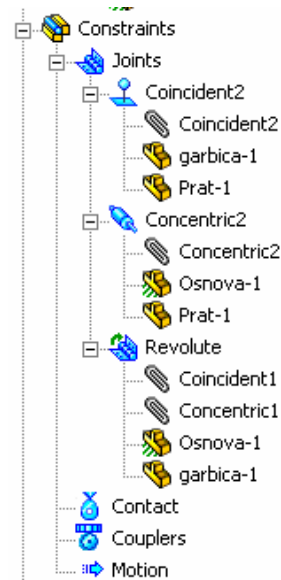 Constraints
Joints
Coincident2
Coincident2
garbica-1
Prat-1
Concentric2
Concentric2
Osnova-1
Prat-1
Revolute
Coincident1
Concentric1
Osnova-1
garbica-1
Contact
Couplers
Motion